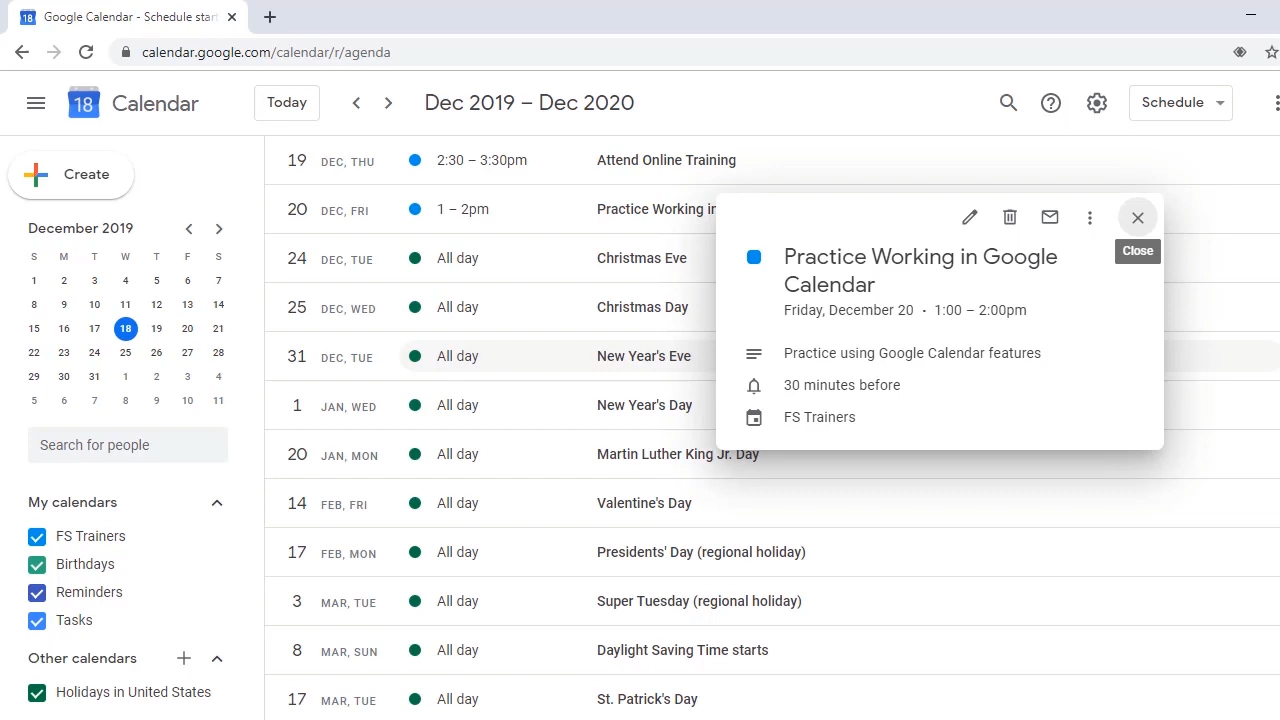 Google Calendar - Schedule start
calendar.google.com/calendar/r/agenda
18 Calendar Today Dec 2019 – Dec 2020 Schedule
Create
December 2019
S M T W T F S
1 2 3 4 5 6 7
8 9 10 11 12 13 14
15 16 17 18 19 20 21
22 23 24 25 26 27 28
29 30 31 1 2 3 4
5 6 7 8 9 10 11
Search for people
My calendars
FS Trainers
Birthdays
Reminders
Tasks
Other calendars
Holidays in United States
19 DEC, THU 2:30 – 3:30pm Attend Online Training
20 DEC, FRI 1 – 2pm Practice Working in
24 DEC, TUE All day Christmas Eve
25 DEC, WED All day Christmas Day
31 DEC, TUE All day New Year's Eve
1 JAN, WED All day New Year's Day
20 JAN, MON All day Martin Luther King Jr. Day
14 FEB, FRI All day Valentine's Day
17 FEB, MON All day Presidents' Day (regional holiday)
3 MAR, TUE All day Super Tuesday (regional holiday)
8 MAR, SUN All day Daylight Saving Time starts
17 MAR, TUE All day St. Patrick's Day
Close
Practice Working in Google
Calendar
Friday, December 20 · 1:00 – 2:00pm
Practice using Google Calendar features
30 minutes before
FS Trainers